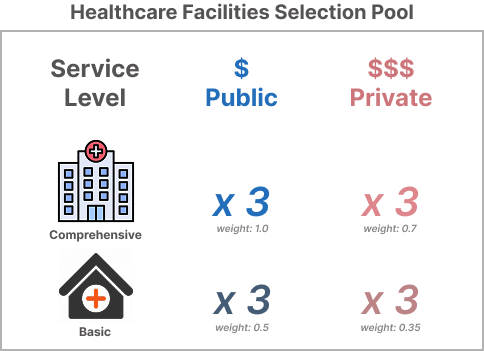 Healthcare Facilities Selection Pool
Service
Level
$
Public
$$$
Private
Comprehensive
x 3
weight: 1.0
x 3
weight: 0.7
Basic
x 3
weight: 0.5
x 3
weight: 0.35